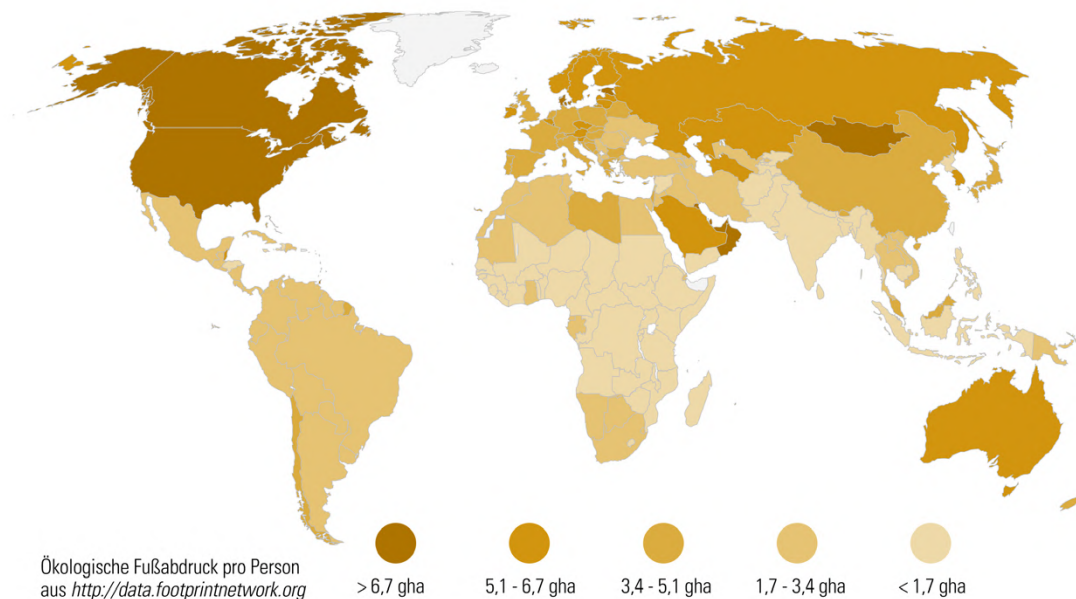 Ökologische Fußabdruck pro Person
aus http://data.footprintnetwork.org
> 6,7 gha
5,1 - 6,7 gha
3,4 - 5,1 gha
1,7 - 3,4 gha
< 1,7 gha